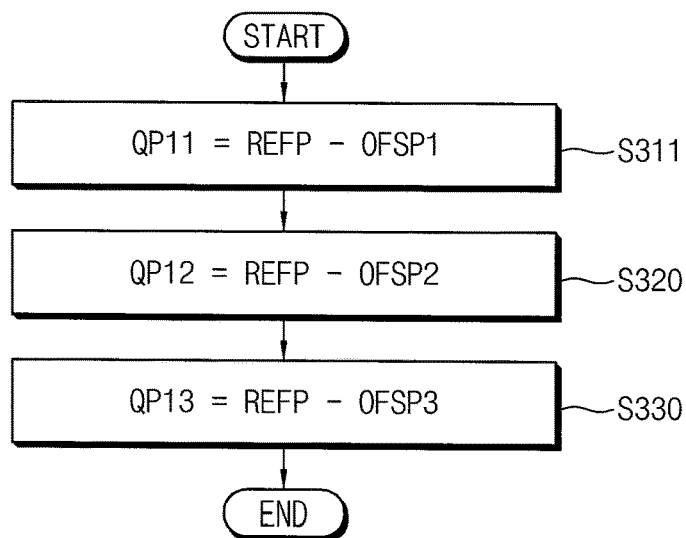 START
QP11 = REFP - OFSP1
S311
QP12 = REFP - OFSP2
S320
QP13 = REFP - OFSP3
S330
END